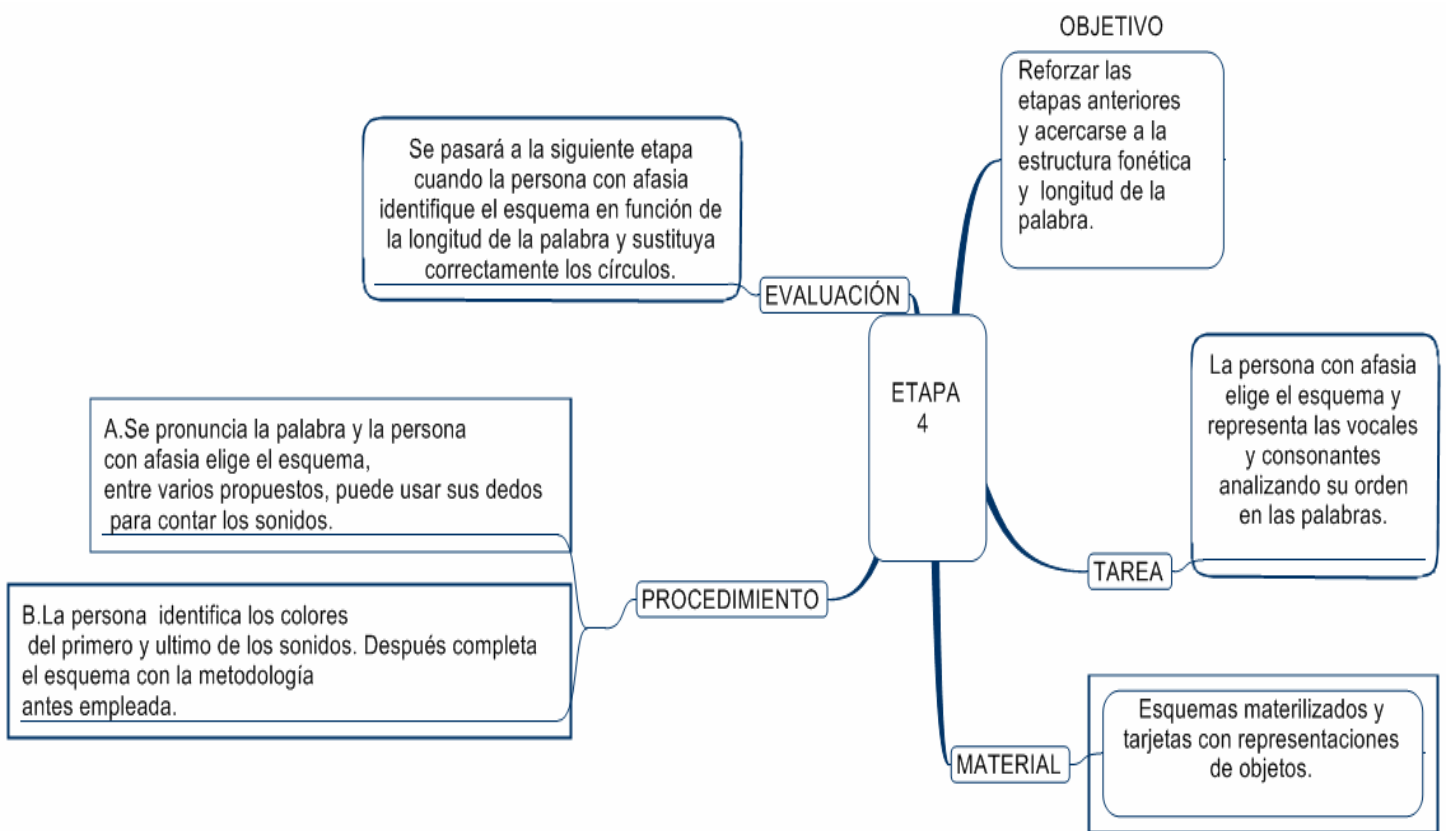 OBJETIVO
Reforzar las
etapas anteriores
y acercarse a la
estructura fonética
y longitud de la
palabra.
Se pasará a la siguiente etapa
cuando la persona con afasia
identifique el esquema en función de
la longitud de la palabra y sustituya
correctamente los círculos.
EVALUACIÓN
ETAPA
4
La persona con afasia
elige el esquema y
representa las vocales
y consonantes
analizando su orden
en las palabras.
TAREA
A.Se pronuncia la palabra y la persona
con afasia elige el esquema,
entre varios propuestos, puede usar sus dedos
para contar los sonidos.
PROCEDIMIENTO
B.La persona identifica los colores
del primero y ultimo de los sonidos. Después completa
el esquema con la metodología
antes empleada.
MATERIAL
Esquemas materilizados y
tarjetas con representaciones
de objetos.